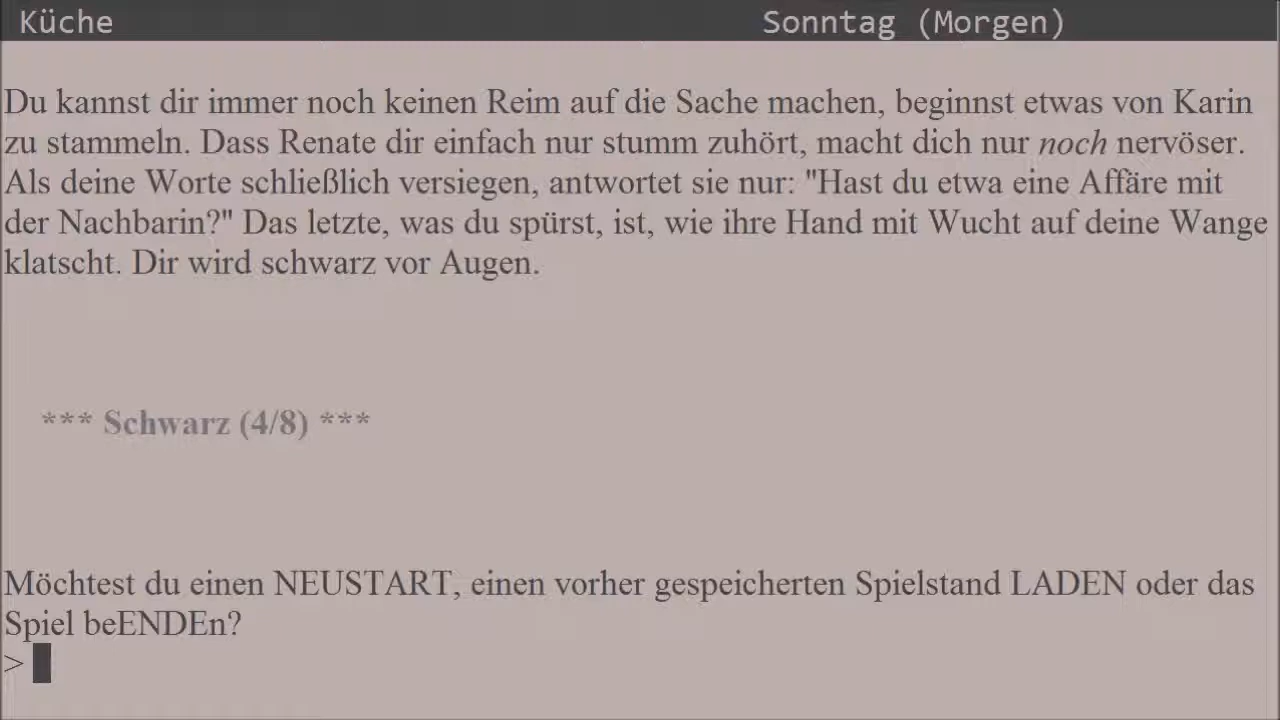 Küche Sonntag (Morgen)
Du kannst dir immer noch keinen Reim auf die Sache machen, beginnst etwas von Karin
zu stammeln. Dass Renate dir einfach nur stumm zuhört, macht dich nur noch nervöser.
Als deine Worte schließlich versiegen, antwortet sie nur: "Hast du etwa eine Affäre mit
der Nachbarin?" Das letzte, was du spürst, ist, wie ihre Hand mit Wucht auf deine Wange
klatscht. Dir wird schwarz vor Augen.
*** Schwarz (4/8) ***
Möchtest du einen NEUSTART, einen vorher gespeicherten Spielstand LADEN oder das
Spiel beENDEn?
>